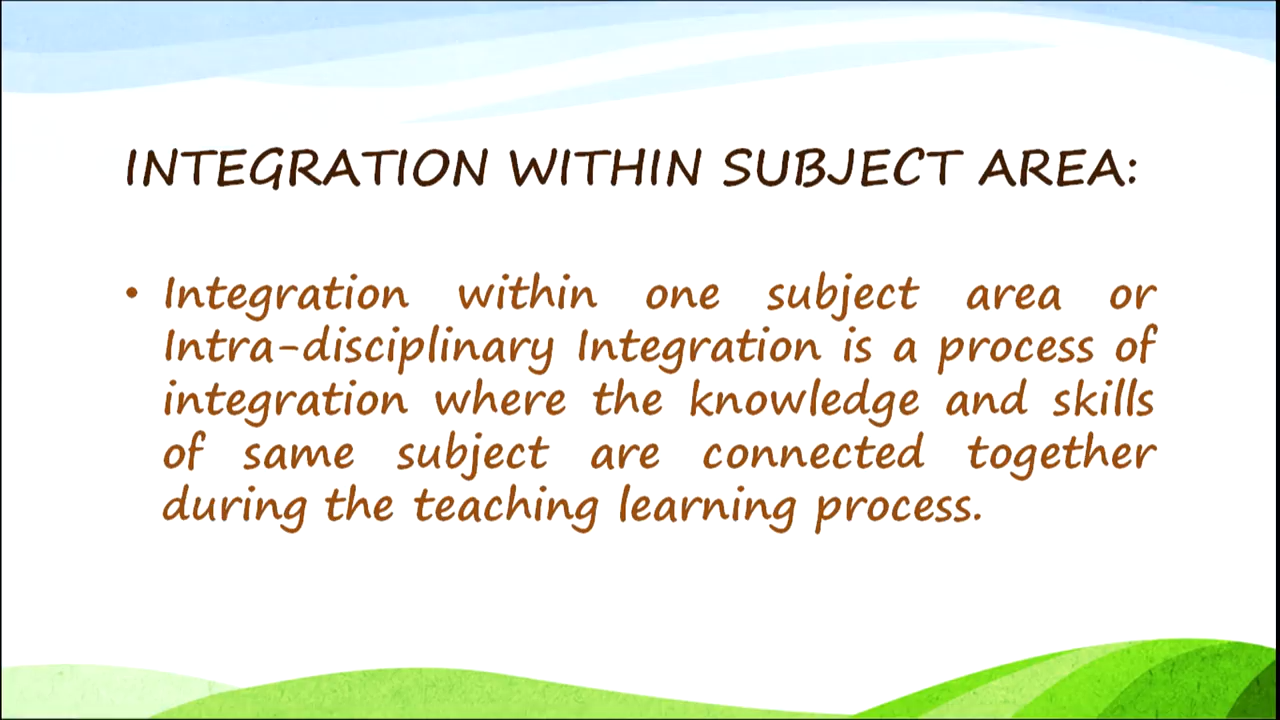 INTEGRATION WITHIN SUBJECT AREA:
• Integration within one subject area or
Intra-disciplinary Integration is a process of
integration where the knowledge and skills
of same subject are connected together
during the teaching learning process.